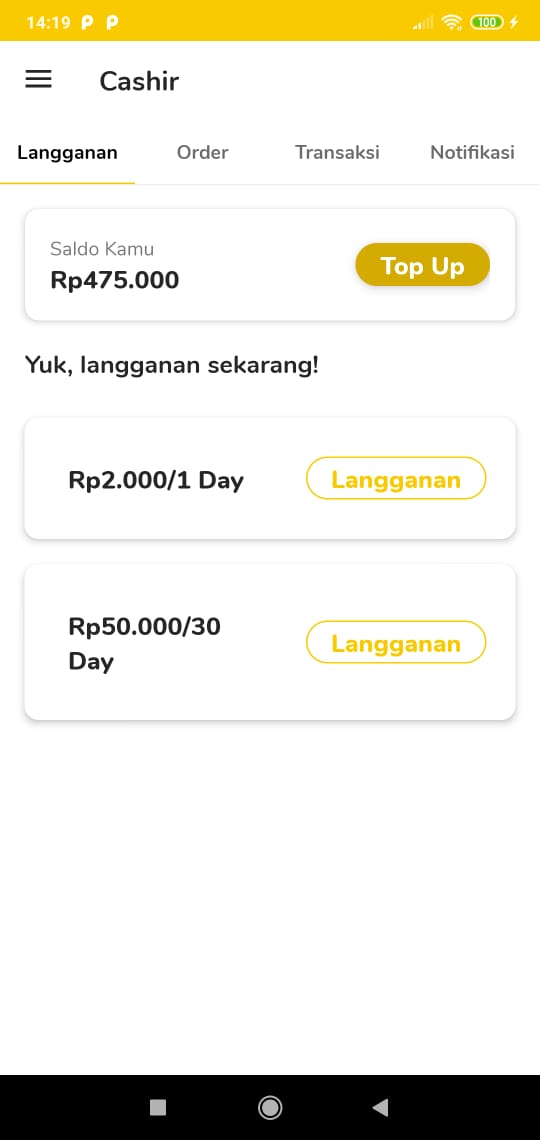 14:19
100
Cashir
Langganan Order Transaksi Notifikasi
Saldo Kamu
Rp475.000
Top Up
Yuk, langganan sekarang!
Rp2.000/1 Day
Langganan
Rp50.000/30
Day
Langganan